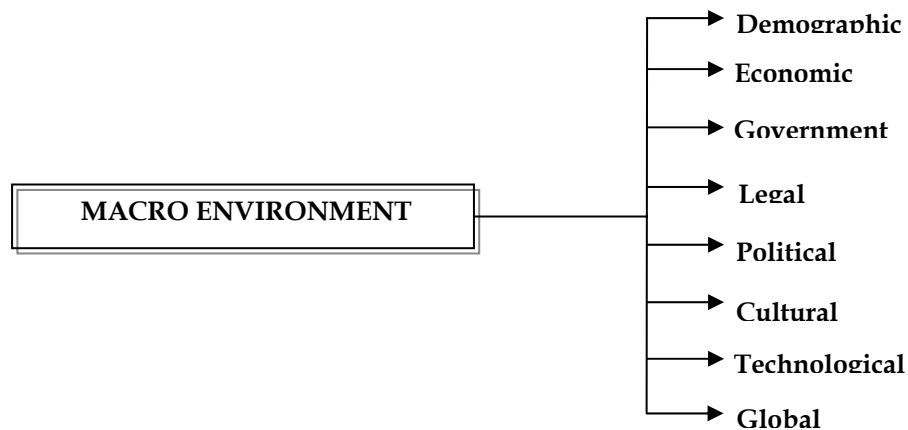 Demographic
Economic
Government
Legal
MACRO ENVIRONMENT
Political
Cultural
Technological
Global